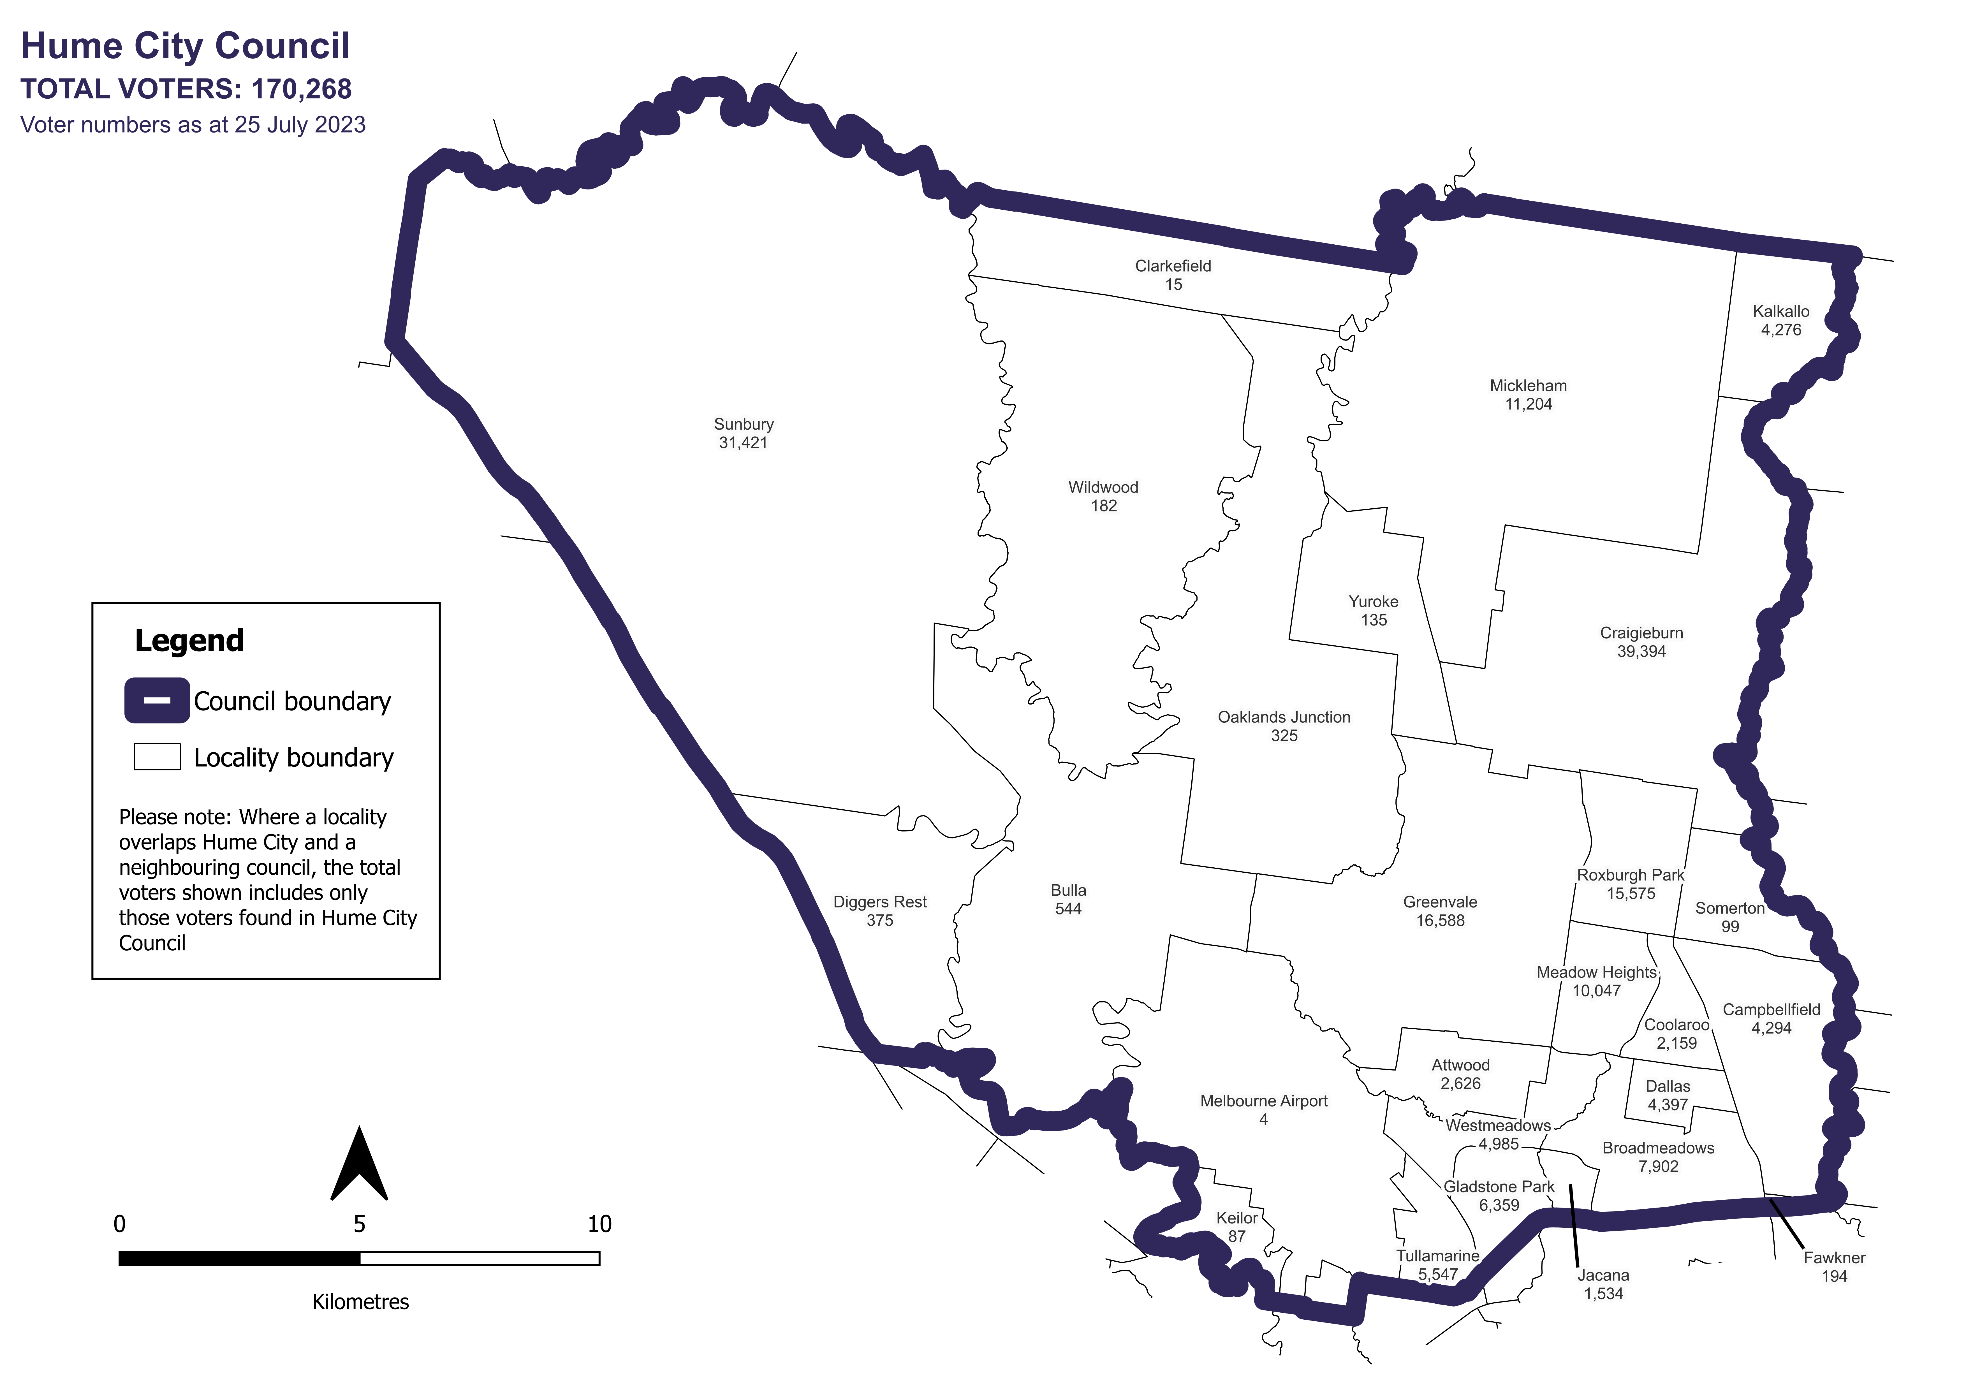 Hume City Council
TOTAL VOTERS: 170,268
Voter numbers as at 25 July 2023
Clarkefield
15
Kalkallo
4,276
Mickleham
11,204
Sunbury
31,421
Wildwood
182
Yuroke
135
Craigieburn
39,394
Oaklands Junction
325
Roxburgh Park
15,575
Bulla
544
Diggers Rest
375
Greenvale
16,588
Somerton
99
Meadow Heights
10,047
Campbellfield
4,294
Coolaroo
2,159
Attwood
2,626
Dallas
4,397
Melbourne Airport
4
Westmeadows
4,985
Broadmeadows
7,902
Gladstone Park
6,359
Keilor
87
Tullamarine
5,547
Jacana
1,534
Fawkner
194
Legend
Council boundary
Locality boundary
Please note: Where a locality
overlaps Hume City and a
neighbouring council, the total
voters shown includes only
those voters found in Hume City
Council
0 5 10
Kilometres